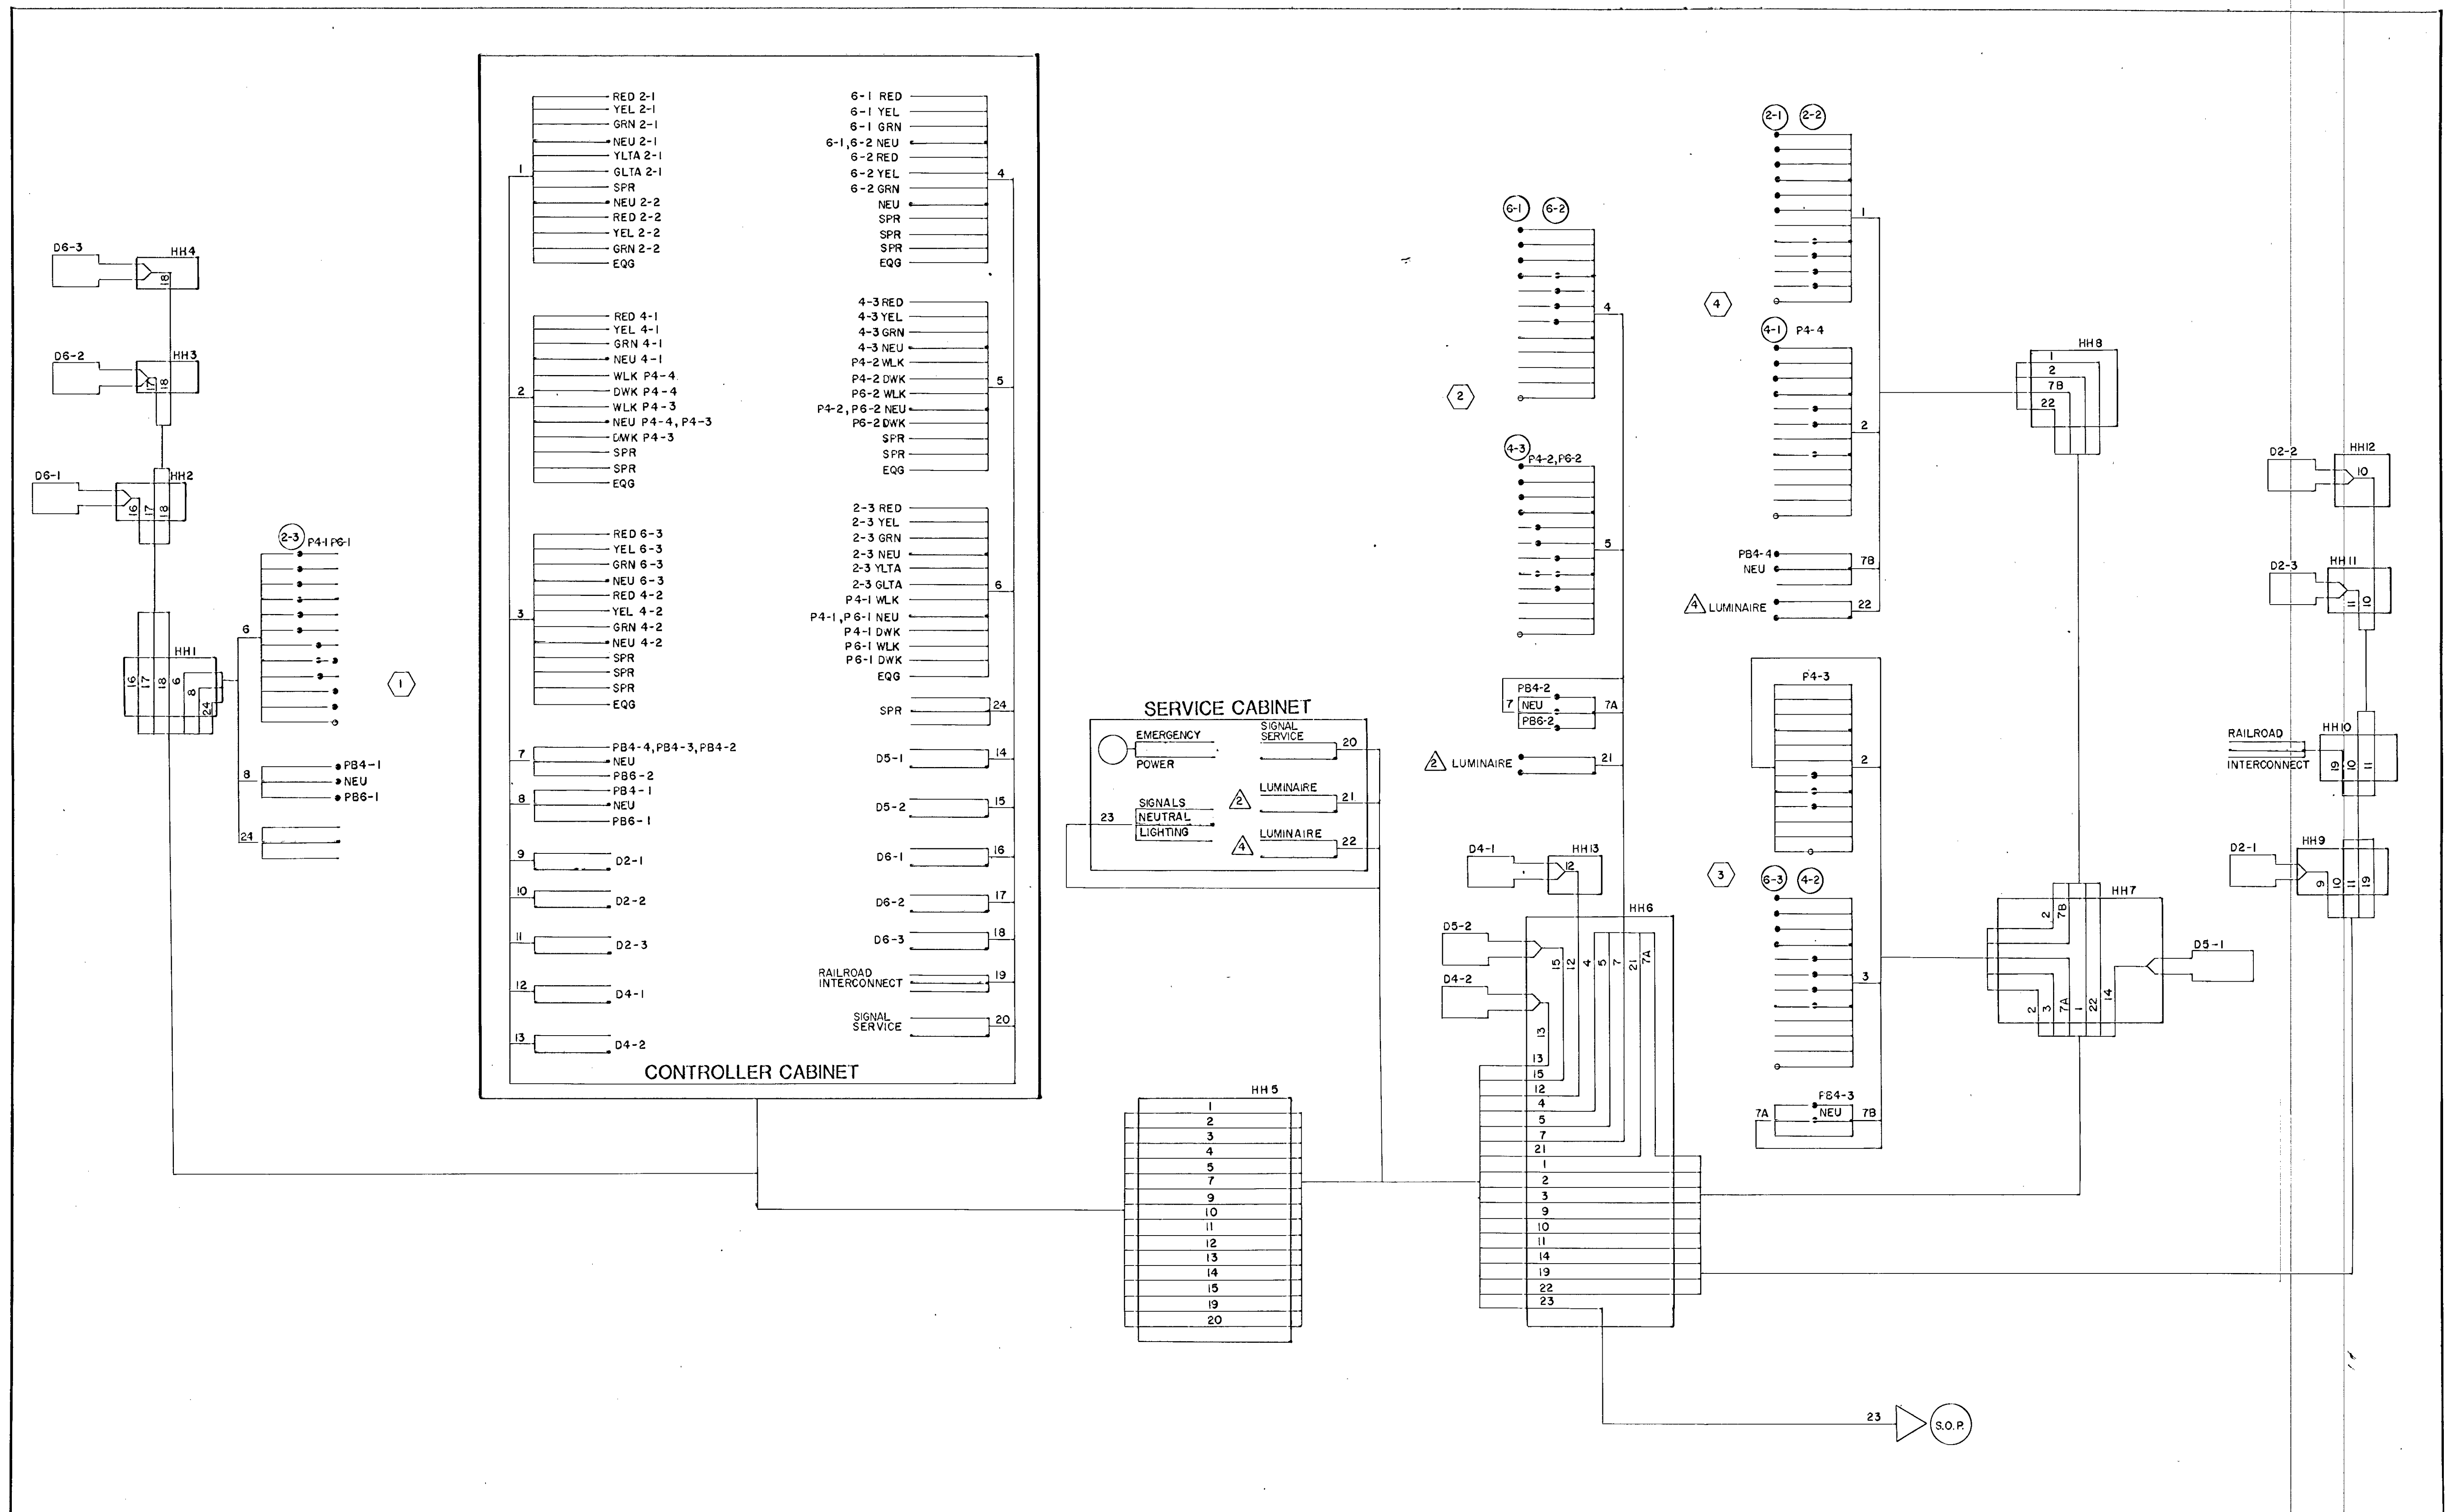 D6-3
HH4
18
D6-2
HH3
17
18
D6-1
HH2
16
17
18
HH1
16
17
18
6
8
24
2-3 P4-1 P6-1
6
8
PB4-1
NEU
PB6-1
24
1
RED 2-1
YEL 2-1
GRN 2-1
NEU 2-1
YLTA 2-1
GLTA 2-1
SPR
NEU 2-2
RED 2-2
YEL 2-2
GRN 2-2
EQG
1
RED 4-1
YEL 4-1
GRN 4-1
NEU 4-1
WLK P4-4
DWK P4-4
WLK P4-3
NEU P4-4, P4-3
DWK P4-3
SPR
SPR
EQG
2
RED 6-3
YEL 6-3
GRN 6-3
NEU 6-3
RED 4-2
YEL 4-2
GRN 4-2
NEU 4-2
SPR
SPR
SPR
EQG
3
7
PB4-4, PB4-3, PB4-2
NEU
PB6-2
8
PB4-1
NEU
PB6-1
9 D2-1
10 D2-2
11 D2-3
12 D4-1
13 D4-2
6-1 RED
6-1 YEL
6-1 GRN
6-1,6-2 NEU
6-2 RED
6-2 YEL
6-2 GRN
NEU
SPR
SPR
SPR
EQG
4
4-3 RED
4-3 YEL
4-3 GRN
4-3 NEU
P4-2 WLK
P4-2 DWK
P6-2 WLK
P4-2, P6-2 NEU
P6-2 DWK
SPR
SPR
EQG
5
2-3 RED
2-3 YEL
2-3 GRN
2-3 NEU
2-3 YLTA
2-3 GLTA
P4-1 WLK
P4-1, P6-1 NEU
P4-1 DWK
P6-1 WLK
P6-1 DWK
EQG
6
SPR 24
D5-1 14
D5-2 15
D6-1 16
D6-2 17
D6-3 18
RAILROAD
INTERCONNECT
19
SIGNAL
SERVICE
20
CONTROLLER CABINET
SERVICE CABINET
EMERGENCY
POWER
SIGNAL
SERVICE
20
23
SIGNALS
NEUTRAL
LIGHTING
2
LUMINAIRE
21
4
LUMINAIRE
22
HH5
1
2
3
4
5
7
9
10
11
12
13
14
15
19
20
6-1 6-2
4
2
4-3 P4-2, P6-2
5
7
PB4-2
NEU
PB6-2
7A
2 LUMINAIRE 21
D4-1
HH13
12
D5-2
D4-2
HH6
15
12
4
5
7
21
7A
13
13
15
12
4
5
7
21
1
2
3
9
10
11
14
19
22
23
23
S.O.P.
2-1 2-2
1
4
4-1 P4-4
2
PB4-4
NEU
7B
4 LUMINAIRE 22
P4-3
2
3
6-3 4-2
3
7A
PB4-3
NEU
7B
HH8
1
2
7B
22
HH7
2
7B
2
3
7A
1
22
14
D5-1
D2-2
HH12
10
D2-3
HH11
11
10
RAILROAD
INTERCONNECT
HH10
19
10
11
D2-1
HH9
9
10
11
19